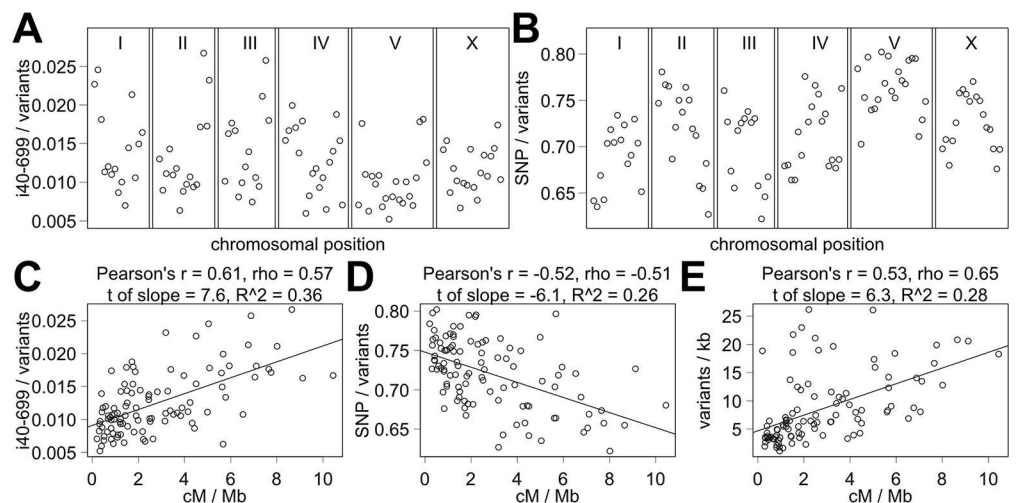 A
I II III IV V X
i40-699 / variants
0.025
0.020
0.015
0.010
0.005
chromosomal position
B
I II III IV V X
SNP / variants
0.80
0.75
0.70
0.65
chromosomal position
C
Pearson's r = 0.61, rho = 0.57
t of slope = 7.6, R^2 = 0.36
i40-699 / variants
0.025
0.020
0.015
0.010
0.005
0 2 4 6 8 10
cM / Mb
D
Pearson's r = -0.52, rho = -0.51
t of slope = -6.1, R^2 = 0.26
SNP / variants
0.80
0.75
0.70
0.65
0 2 4 6 8 10
cM / Mb
E
Pearson's r = 0.53, rho = 0.65
t of slope = 6.3, R^2 = 0.28
variants / kb
25
20
15
10
5
0 2 4 6 8 10
cM / Mb